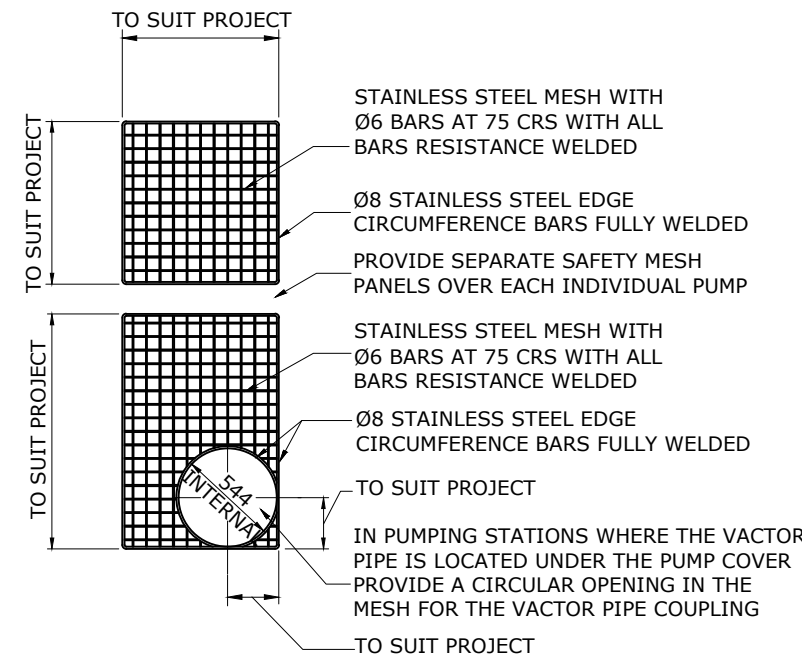 TO SUIT PROJECT
TO SUIT PROJECT
STAINLESS STEEL MESH WITH
Ø6 BARS AT 75 CRS WITH ALL
BARS RESISTANCE WELDED
Ø8 STAINLESS STEEL EDGE
CIRCUMFERENCE BARS FULLY WELDED
PROVIDE SEPARATE SAFETY MESH
PANELS OVER EACH INDIVIDUAL PUMP
TO SUIT PROJECT
STAINLESS STEEL MESH WITH
Ø6 BARS AT 75 CRS WITH ALL
BARS RESISTANCE WELDED
Ø8 STAINLESS STEEL EDGE
CIRCUMFERENCE BARS FULLY WELDED
544
INTERNA
TO SUIT PROJECT
IN PUMPING STATIONS WHERE THE VACTOR
PIPE IS LOCATED UNDER THE PUMP COVER
PROVIDE A CIRCULAR OPENING IN THE
MESH FOR THE VACTOR PIPE COUPLING
TO SUIT PROJECT